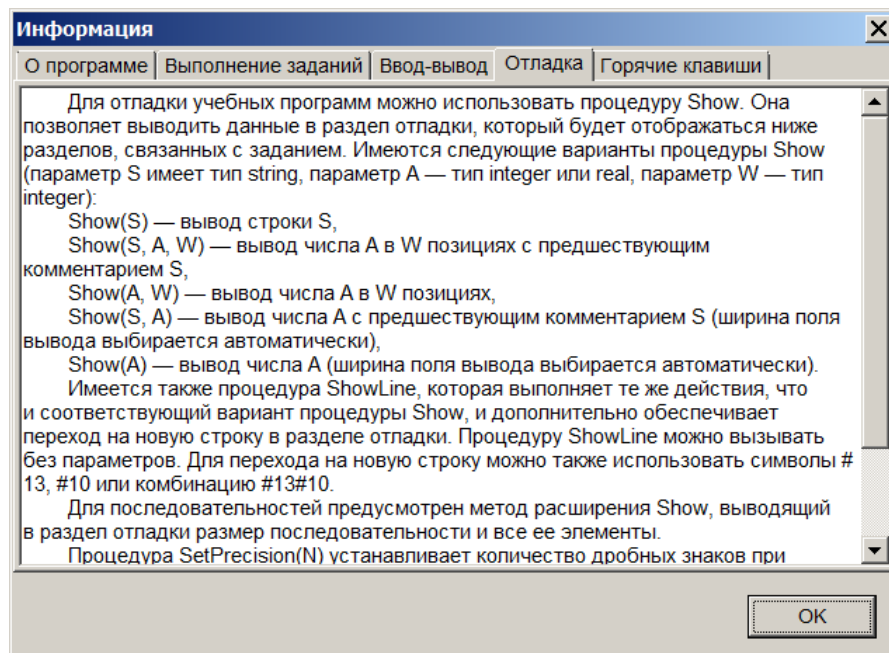 Информация
О программе Выполнение заданий Ввод-вывод Отладка Горячие клавиши
Для отладки учебных программ можно использовать процедуру Show. Она
позволяет выводить данные в раздел отладки, который будет отображаться ниже
разделов, связанных с заданием. Имеются следующие варианты процедуры Show
(параметр S имеет тип string, параметр A — тип integer или real, параметр W — тип
integer):
Show(S) — вывод строки S,
Show(S, A, W) — вывод числа A в W позициях с предшествующим
комментарием S,
Show(A, W) — вывод числа A в W позициях,
Show(S, A) — вывод числа A с предшествующим комментарием S (ширина поля
вывода выбирается автоматически),
Show(A) — вывод числа A (ширина поля вывода выбирается автоматически).
Имеется также процедура ShowLine, которая выполняет те же действия, что
и соответствующий вариант процедуры Show, и дополнительно обеспечивает
переход на новую строку в разделе отладки. Процедуру ShowLine можно вызывать
без параметров. Для перехода на новую строку можно также использовать символы #
13, #10 или комбинацию #13#10.
Для последовательностей предусмотрен метод расширения Show, выводящий
в раздел отладки размер последовательности и все ее элементы.
Процедура SetPrecision(N) устанавливает количество дробных знаков при
OK